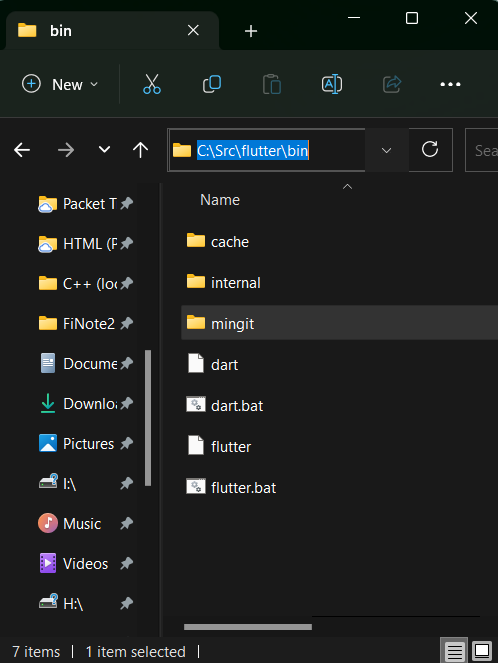 bin
New
C:\Src\flutter\bin
Sea
Name
Packet T
HTML (F
C++ (loc
FiNote2
Docume
Downloa
Pictures
I:\
Music
Videos
H:\
cache
internal
mingit
dart
dart.bat
flutter
flutter.bat
7 items
1 item selected